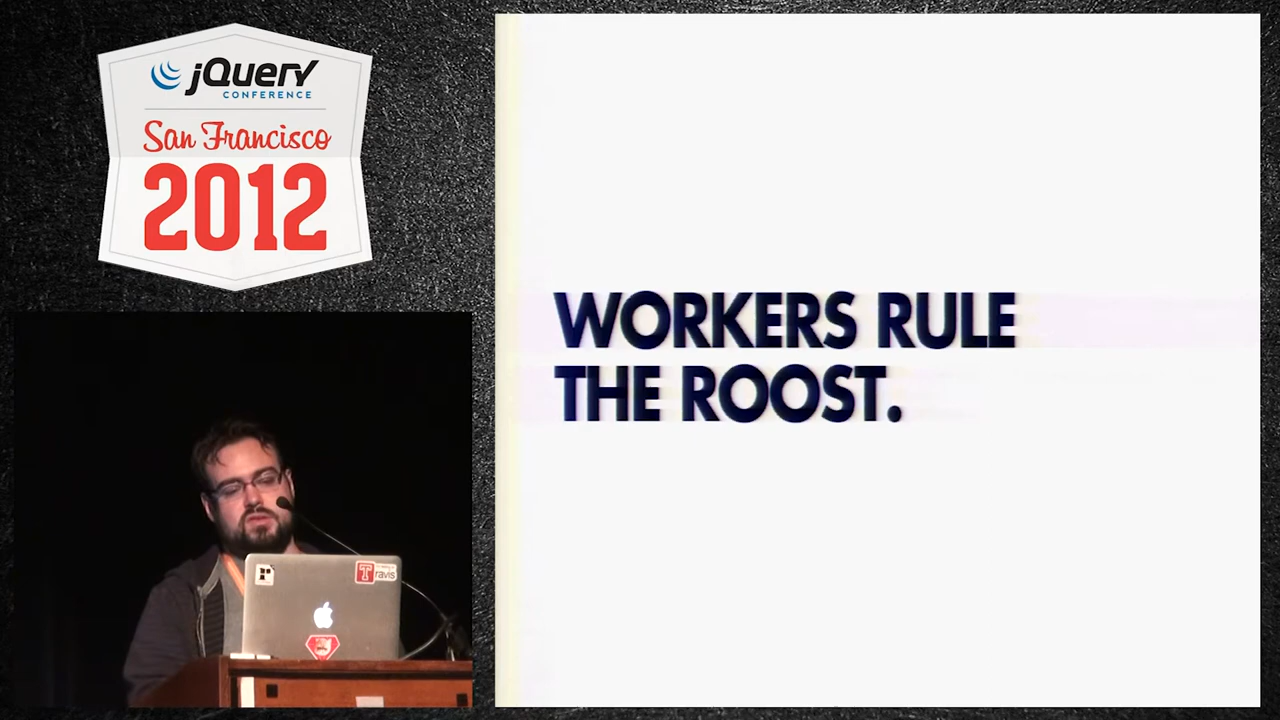 jQuery
CONFERENCE
San Francisco
2012
WORKERS RULE
THE ROOST.
Travis